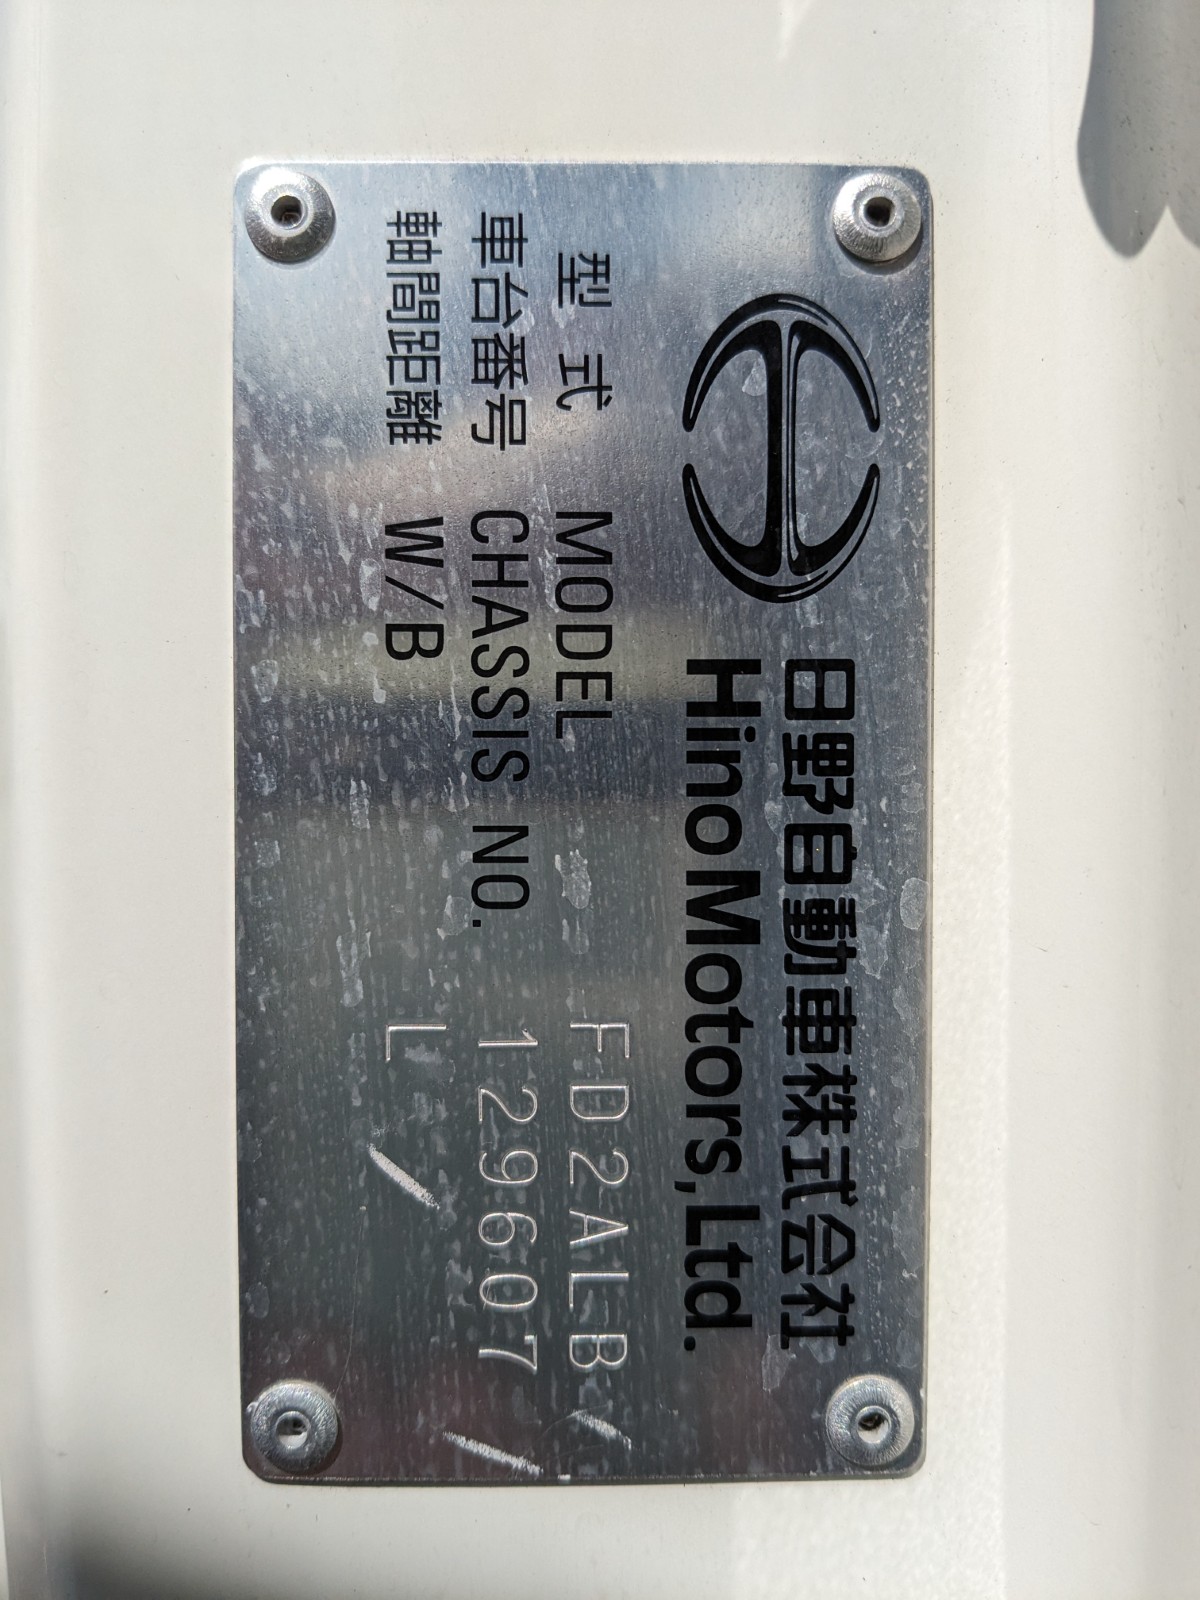 日野自動車株式会社
Hino Motors, Ltd.
型式 MODEL FD2ALB
車台番号 CHASSIS NO. 129607
軸間距離 W/B L